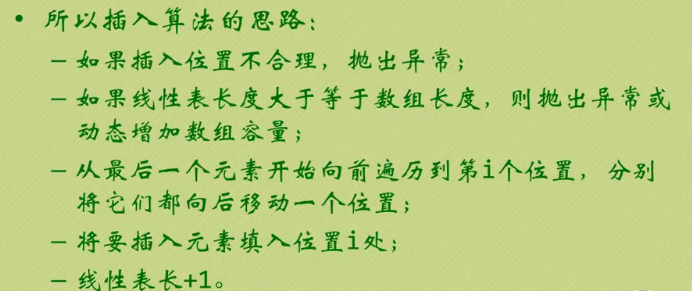 • 所以插入算法的思路：
– 如果插入位置不合理，抛出异常；
– 如果线性表长度大于等于数组长度，则抛出异常或
动态增加数组容量；
– 从最后一个元素开始向前遍历到第i个位置，分别
将它们都向后移动一个位置；
– 将要插入元素填入位置i处；
– 线性表长+1。